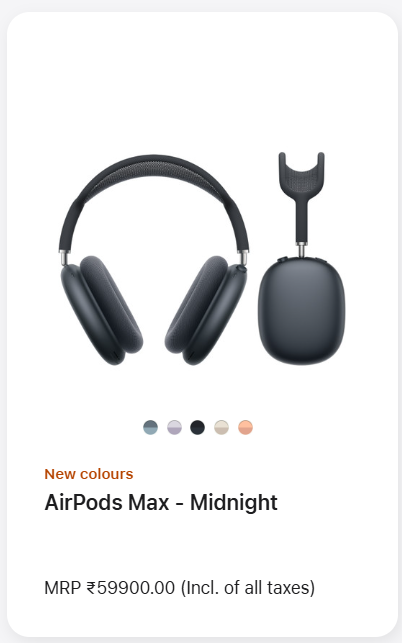 New colours
AirPods Max - Midnight
MRP ₹59900.00 (Incl. of all taxes)